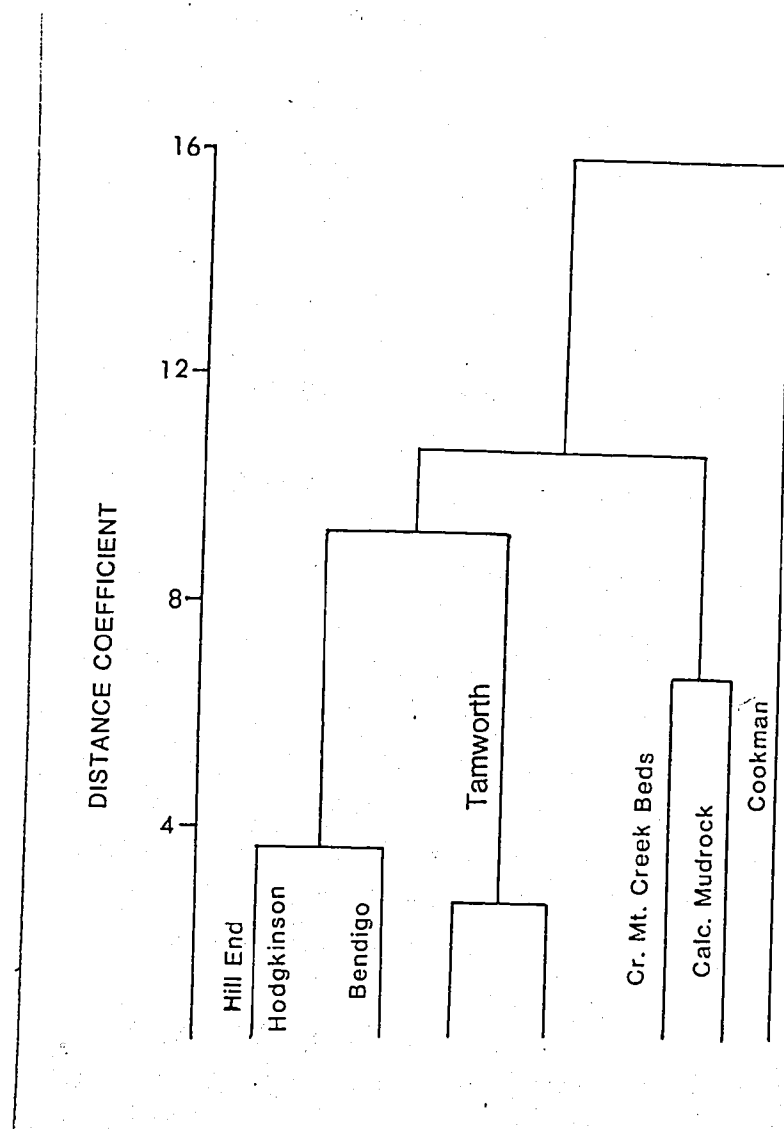 16
12
8
4
DISTANCE COEFFICIENT
Hill End
Hodgkinson
Bendigo
Tamworth
Cr. Mt. Creek Beds
Calc. Mudrock
Cookman